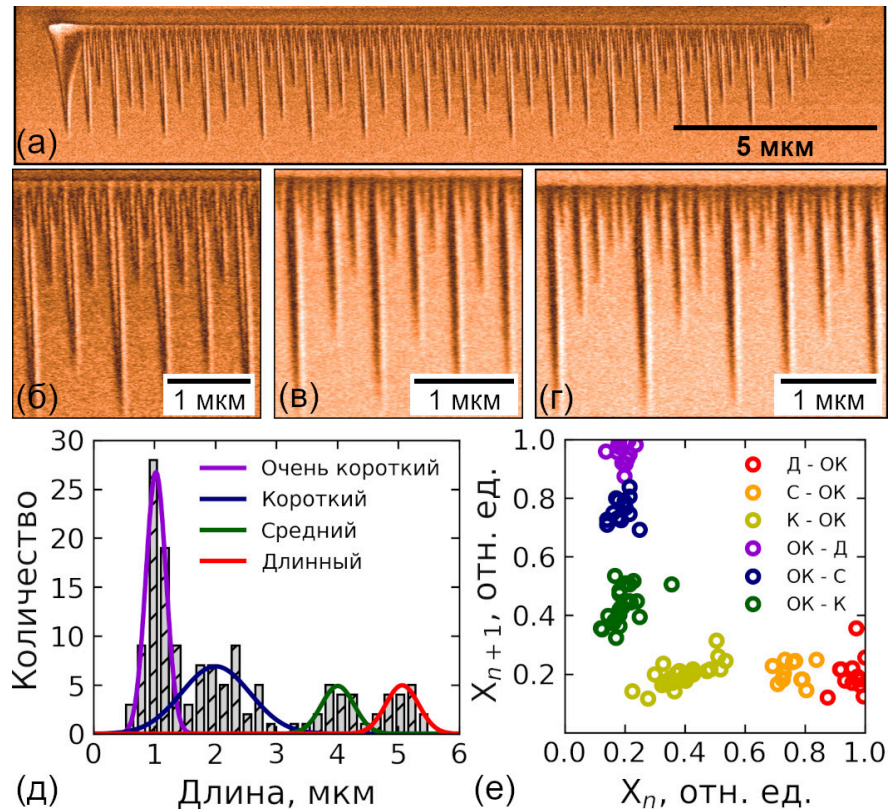 (а)
5 мкм
(б)
1 мкм
(в)
1 мкм
(г)
1 мкм
30
25
20
15
10
5
0
Количество
Очень короткий
Короткий
Средний
Длинный
0 1 2 3 4 5 6
(д)
Длина, мкм
1.0
0.8
0.6
0.4
0.2
X n + 1, отн. ед.
Д - ОК
С - ОК
К - ОК
ОК - Д
ОК - С
ОК - К
0.0 0.2 0.4 0.6 0.8 1.0
(е)
X n, отн. ед.